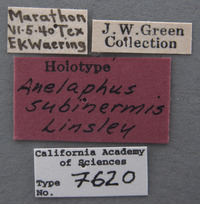 Marathon
VI·5·40 Tex
EKWaering
J. W. Green
Collection
Holotype
Anelaphus
subinermis
Linsley
California Academy
of Sciences
Type
No. 7620